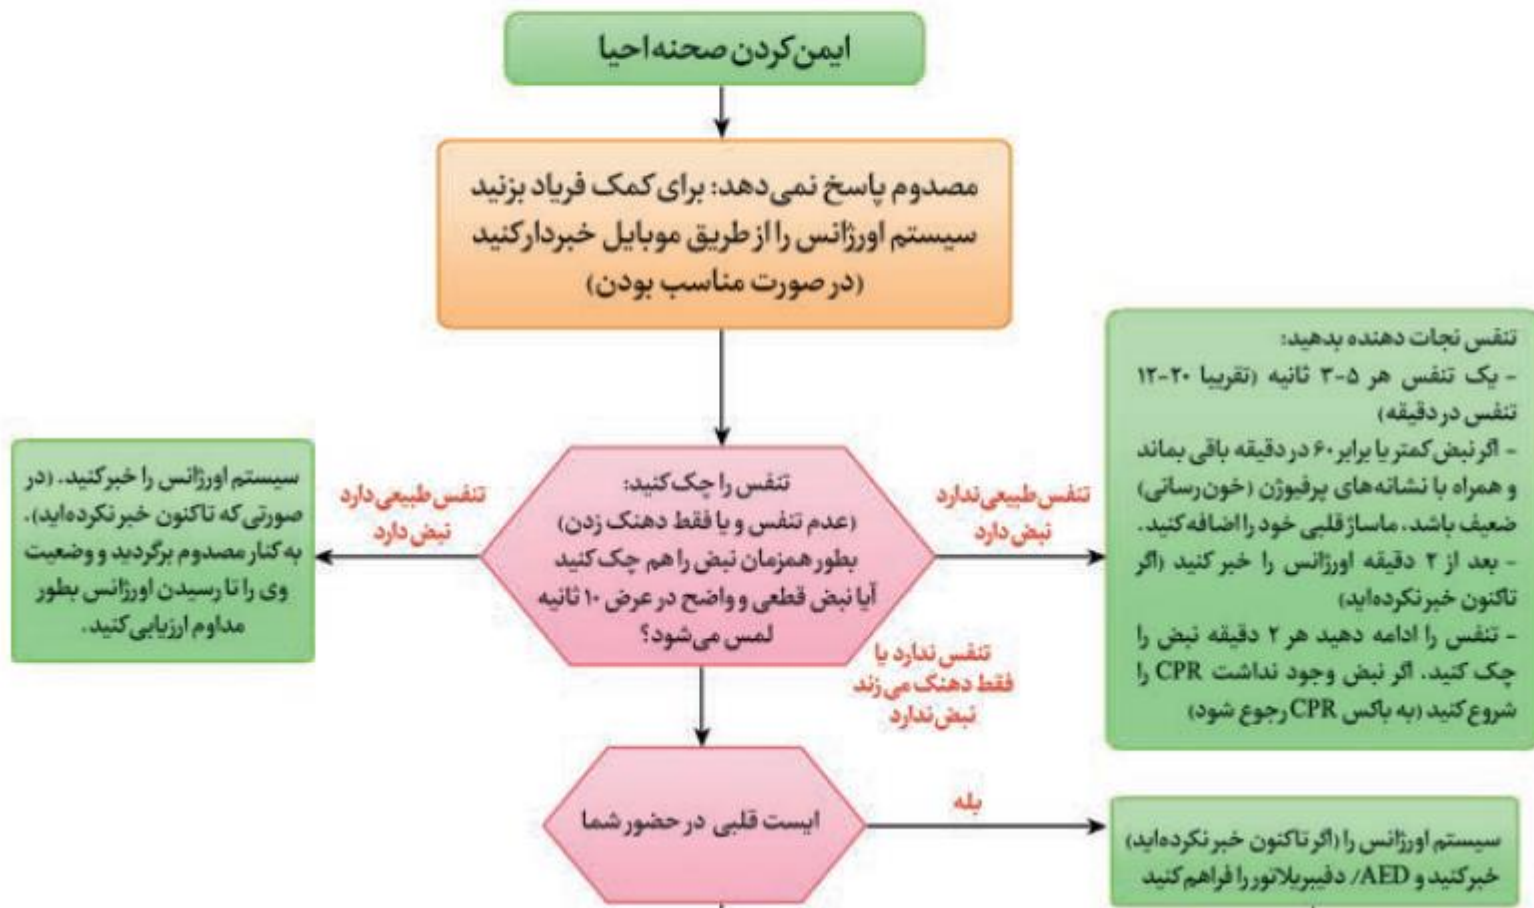 ایمن کردن صحنه احیا
مصدوم پاسخ نمی‌دهد: برای کمک فریاد بزنید
سیستم اورژانس را از طریق موبایل خبردار کنید
(در صورت مناسب بودن)
تنفس نجات دهنده بدهید:
- یک تنفس هر ۵-۳ ثانیه (تقریبا ۲۰-۱۲
تنفس در دقیقه)
- اگر نبض کمتر یا برابر ۶۰ در دقیقه باقی بماند
و همراه با نشانه‌های پرفیوژن (خون رسانی)
ضعیف باشد، ماساژ قلبی خود را اضافه کنید.
- بعد از ۲ دقیقه اورژانس را خبر کنید (اگر
تاکنون خبر نکرده‌اید)
- تنفس را ادامه دهید هر ۲ دقیقه نبض را
چک کنید. اگر نبض وجود نداشت CPR را
شروع کنید (به باکس CPR رجوع شود)
تنفس طبیعی ندارد
نبض دارد
تنفس را چک کنید:
(عدم تنفس و یا فقط دهنک زدن)
بطور همزمان نبض را هم چک کنید
آیا نبض قطعی و واضح در عرض ۱۰ ثانیه
لمس می‌شود؟
تنفس طبیعی دارد
نبض دارد
سیستم اورژانس را خبر کنید. (در
صورتی که تاکنون خبر نکرده‌اید).
به کنار مصدوم برگردید و وضعیت
وی را تا رسیدن اورژانس بطور
مداوم ارزیابی کنید.
تنفس ندارد یا
فقط دهنک می‌زند
نبض ندارد
ایست قلبی در حضور شما
بله
سیستم اورژانس را (اگر تاکنون خبر نکرده‌اید)
خبر کنید و AED/ دفیبریلاتور را فراهم کنید